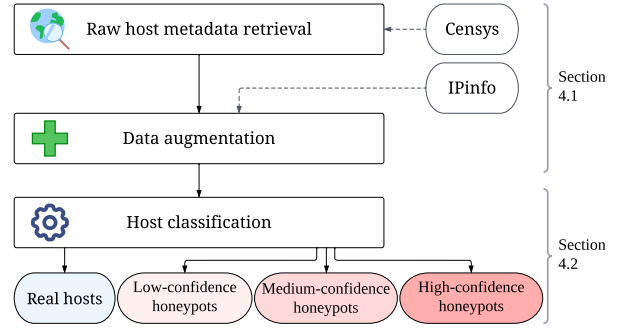 Raw host metadata retrieval
Censys
IPinfo
Section
4.1
Data augmentation
Host classification
Section
4.2
Real hosts
Low-confidence
honeypots
Medium-confidence
honeypots
High-confidence
honeypots